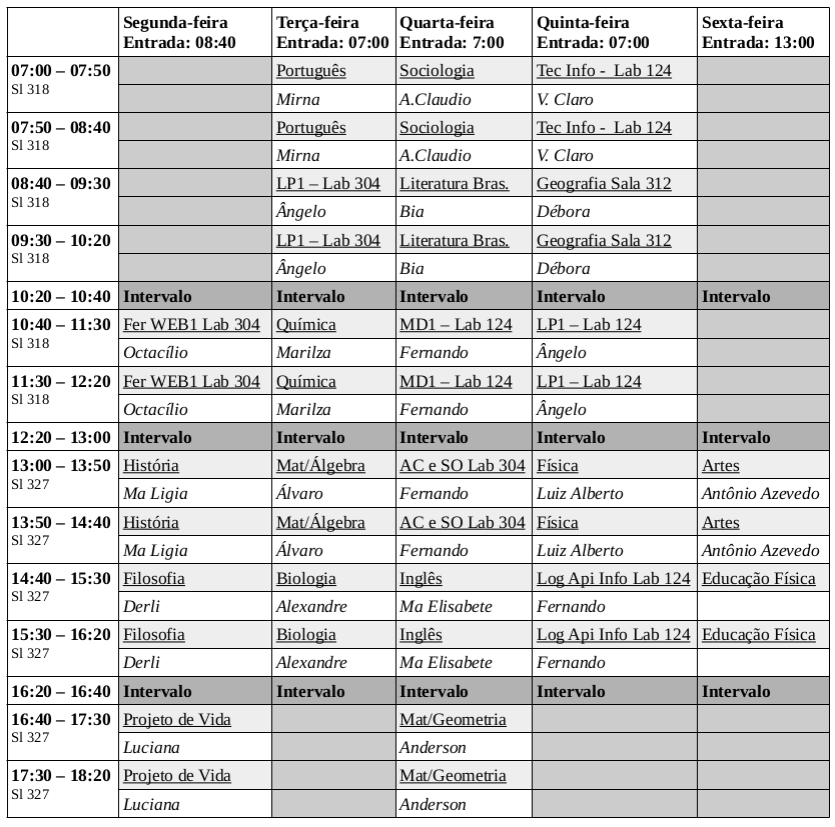 Segunda-feira Terça-feira Quarta-feira Quinta-feira Sexta-feira
Entrada: 08:40 Entrada: 07:00 Entrada: 7:00 Entrada: 07:00 Entrada: 13:00
07:00 – 07:50 Português Sociologia Tec Info - Lab 124
Sl 318 Mirna A.Claudio V. Claro
07:50 – 08:40 Português Sociologia Tec Info - Lab 124
Sl 318 Mirna A.Claudio V. Claro
08:40 – 09:30 LP1 – Lab 304 Literatura Bras. Geografia Sala 312
Sl 318 Ângelo Bia Débora
09:30 – 10:20 LP1 – Lab 304 Literatura Bras. Geografia Sala 312
Sl 318 Ângelo Bia Débora
10:20 – 10:40 Intervalo Intervalo Intervalo Intervalo Intervalo
10:40 – 11:30 Fer WEB1 Lab 304 Química MD1 – Lab 124 LP1 – Lab 124
Sl 318 Octacílio Marilza Fernando Ângelo
11:30 – 12:20 Fer WEB1 Lab 304 Química MD1 – Lab 124 LP1 – Lab 124
Sl 318 Octacílio Marilza Fernando Ângelo
12:20 – 13:00 Intervalo Intervalo Intervalo Intervalo Intervalo
13:00 – 13:50 História Mat/Álgebra AC e SO Lab 304 Física Artes
Sl 327 Ma Ligia Álvaro Fernando Luiz Alberto Antônio Azevedo
13:50 – 14:40 História Mat/Álgebra AC e SO Lab 304 Física Artes
Sl 327 Ma Ligia Álvaro Fernando Luiz Alberto Antônio Azevedo
14:40 – 15:30 Filosofia Biologia Inglês Log Api Info Lab 124 Educação Física
Sl 327 Derli Alexandre Ma Elisabete Fernando
15:30 – 16:20 Filosofia Biologia Inglês Log Api Info Lab 124 Educação Física
Sl 327 Derli Alexandre Ma Elisabete Fernando
16:20 – 16:40 Intervalo Intervalo Intervalo Intervalo Intervalo
16:40 – 17:30 Projeto de Vida Mat/Geometria
Sl 327 Luciana Anderson
17:30 – 18:20 Projeto de Vida Mat/Geometria
Sl 327 Luciana Anderson